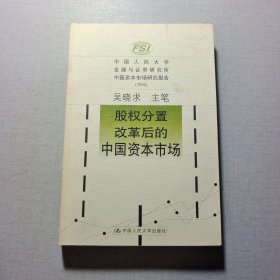 FSI
中国人民大学
金融与证券研究所
中国资本市场研究报告
(2006)
吴晓求 主笔
股权分置
改革后的
中国资本市场
中国人民大学出版社